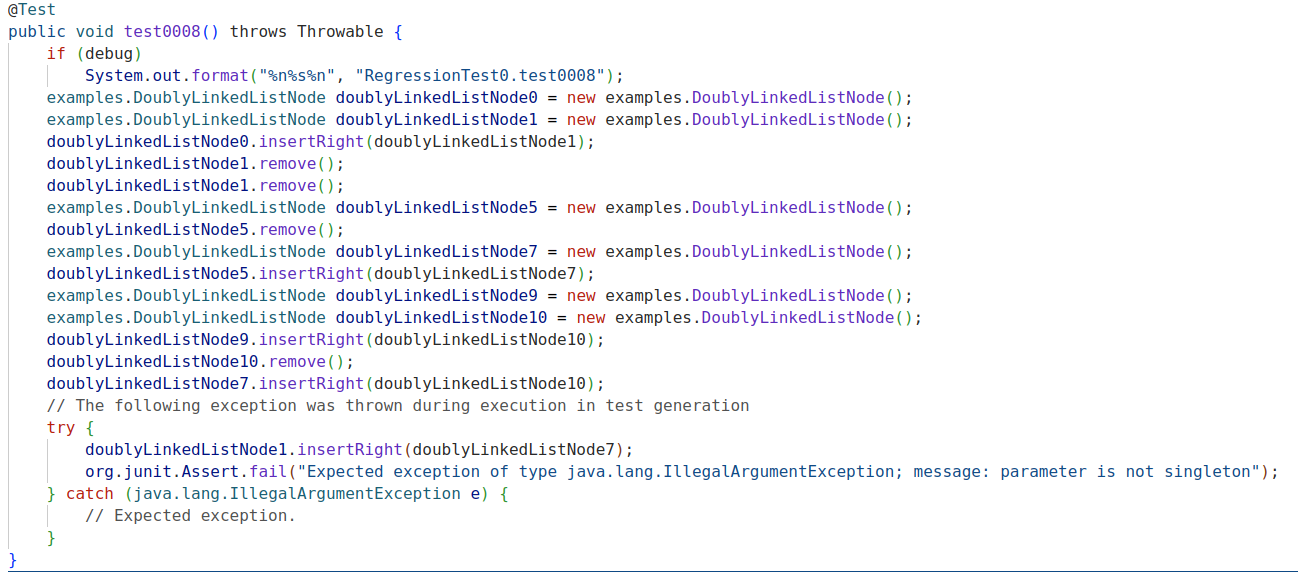 @Test
public void test0008() throws Throwable {
    if (debug)
        System.out.format("%n%s%n", "RegressionTest0.test0008");
    examples.DoublyLinkedListNode doublyLinkedListNode0 = new examples.DoublyLinkedListNode();
    examples.DoublyLinkedListNode doublyLinkedListNode1 = new examples.DoublyLinkedListNode();
    doublyLinkedListNode0.insertRight(doublyLinkedListNode1);
    doublyLinkedListNode1.remove();
    doublyLinkedListNode1.remove();
    examples.DoublyLinkedListNode doublyLinkedListNode5 = new examples.DoublyLinkedListNode();
    doublyLinkedListNode5.remove();
    examples.DoublyLinkedListNode doublyLinkedListNode7 = new examples.DoublyLinkedListNode();
    doublyLinkedListNode5.insertRight(doublyLinkedListNode7);
    examples.DoublyLinkedListNode doublyLinkedListNode9 = new examples.DoublyLinkedListNode();
    examples.DoublyLinkedListNode doublyLinkedListNode10 = new examples.DoublyLinkedListNode();
    doublyLinkedListNode9.insertRight(doublyLinkedListNode10);
    doublyLinkedListNode10.remove();
    doublyLinkedListNode7.insertRight(doublyLinkedListNode10);
    // The following exception was thrown during execution in test generation
    try {
        doublyLinkedListNode1.insertRight(doublyLinkedListNode7);
        org.junit.Assert.fail("Expected exception of type java.lang.IllegalArgumentException; message: parameter is not singleton");
    } catch (java.lang.IllegalArgumentException e) {
        // Expected exception.
    }
}